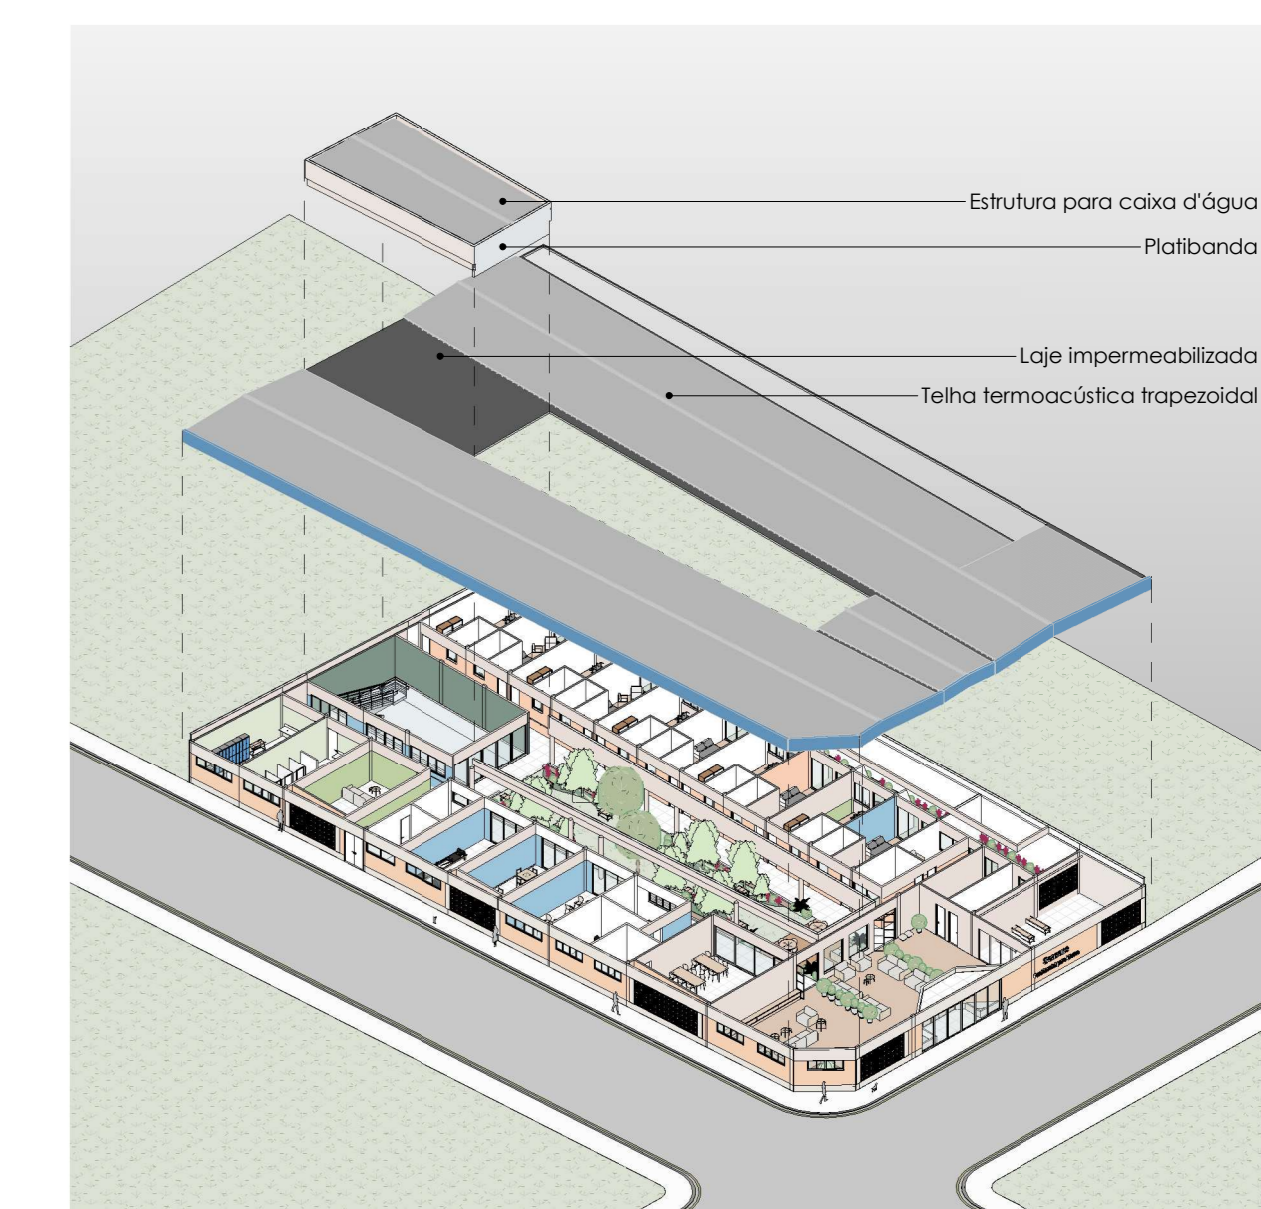 Estrutura para caixa d'água
Platibanda
Laje impermeabilizada
Telha termoacústica trapezoidal